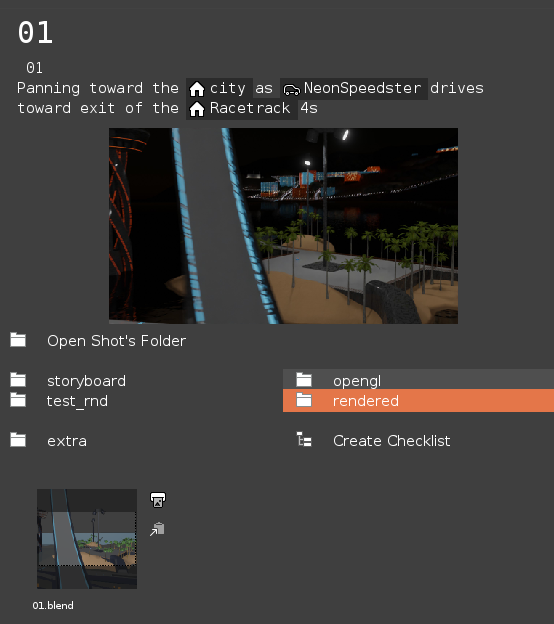 01
01
Panning toward the city as NeonSpeedster drives
toward exit of the Racetrack 4s
Open Shot's Folder
storyboard
opengl
test_rnd
rendered
extra
Create Checklist
01.blend